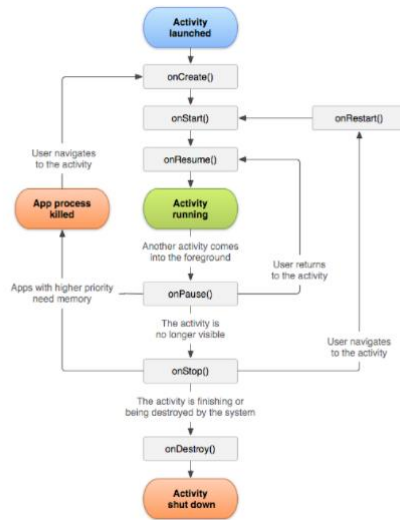 Activity
launched
onCreate()
onStart()
onRestart()
User navigates
to the activity
onResume()
App process
killed
Activity
running
Another activity comes
into the foreground
User returns
to the activity
Apps with higher priority
need memory
onPause()
The activity is
no longer visible
User navigates
to the activity
onStop()
The activity is finishing or
being destroyed by the system
onDestroy()
Activity
shut down